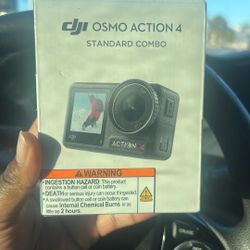 dji OSMO ACTION 4
STANDARD COMBO
ACTION 4
WARNING
• INGESTION HAZARD: This product
contains a button cell or coin battery.
• DEATH or serious injury can occur if ingested.
• A swallowed button cell or coin battery can
cause Internal Chemical Burns in as
little as 2 hours.